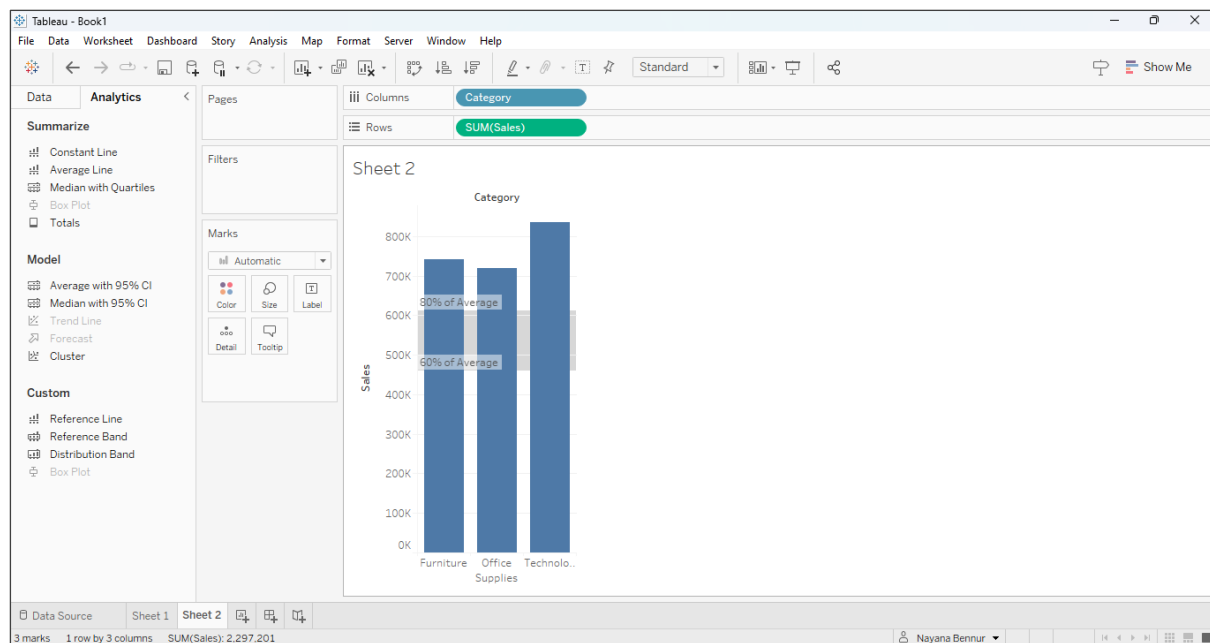 Tableau - Book1
File Data Worksheet Dashboard Story Analysis Map Format Server Window Help
Standard
Show Me
Data Analytics
Pages
Columns Category
Rows SUM(Sales)
Summarize
Constant Line
Average Line
Median with Quartiles
Box Plot
Totals
Model
Average with 95% CI
Median with 95% CI
Trend Line
Forecast
Cluster
Custom
Reference Line
Reference Band
Distribution Band
Box Plot
Filters
Marks
Automatic
Color Size Label
Detail Tooltip
Sheet 2
Category
800K
700K
80% of Average
600K
500K
60% of Average
400K
300K
200K
100K
0K
Sales
Furniture Office Technolo..
Supplies
Data Source Sheet 1 Sheet 2
3 marks 1 row by 3 columns SUM(Sales): 2,297,201
Nayana Bennur